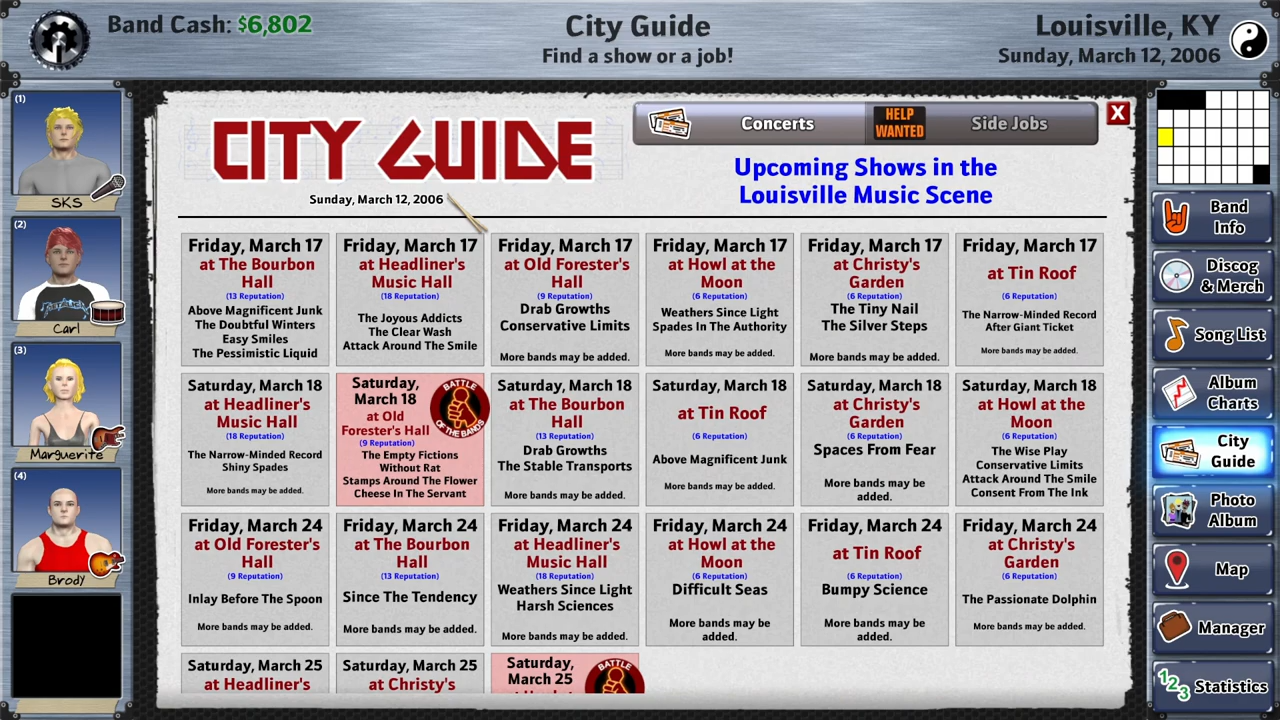 Band Cash: $6,802
City Guide
Find a show or a job!
Louisville, KY
Sunday, March 12, 2006
(1)
SKS
(2)
Carl
(3)
Marguerite
(4)
Brody
CITY GUIDE
Sunday, March 12, 2006
Concerts
HELP
WANTED
Side Jobs
X
Upcoming Shows in the
Louisville Music Scene
Friday, March 17
at The Bourbon
Hall
(13 Reputation)
Above Magnificent Junk
The Doubtful Winters
Easy Smiles
The Pessimistic Liquid
Friday, March 17
at Headliner's
Music Hall
(18 Reputation)
The Joyous Addicts
The Clear Wash
Attack Around The Smile
Friday, March 17
at Old Forester's
Hall
(9 Reputation)
Drab Growths
Conservative Limits
More bands may be added.
Friday, March 17
at Howl at the
Moon
(6 Reputation)
Weathers Since Light
Spades In The Authority
More bands may be added.
Friday, March 17
at Christy's
Garden
(6 Reputation)
The Tiny Nail
The Silver Steps
More bands may be added.
Friday, March 17
at Tin Roof
(6 Reputation)
The Narrow-Minded Record
After Giant Ticket
More bands may be added.
Saturday, March 18
at Headliner's
Music Hall
(18 Reputation)
The Narrow-Minded Record
Shiny Spades
More bands may be added.
Saturday,
March 18
at Old
Forester's Hall
(9 Reputation)
BATTLE
OF THE BANDS
The Empty Fictions
Without Rat
Stamps Around The Flower
Cheese In The Servant
Saturday, March 18
at The Bourbon
Hall
(13 Reputation)
Drab Growths
The Stable Transports
More bands may be added.
Saturday, March 18
at Tin Roof
(6 Reputation)
Above Magnificent Junk
More bands may be added.
Saturday, March 18
at Christy's
Garden
(6 Reputation)
Spaces From Fear
More bands may be
added.
Saturday, March 18
at Howl at the
Moon
(6 Reputation)
The Wise Play
Conservative Limits
Attack Around The Smile
Consent From The Ink
Friday, March 24
at Old Forester's
Hall
(9 Reputation)
Inlay Before The Spoon
More bands may be added.
Friday, March 24
at The Bourbon
Hall
(13 Reputation)
Since The Tendency
More bands may be added.
Friday, March 24
at Headliner's
Music Hall
(18 Reputation)
Weathers Since Light
Harsh Sciences
More bands may be added.
Friday, March 24
at Howl at the
Moon
(6 Reputation)
Difficult Seas
More bands may be
added.
Friday, March 24
at Tin Roof
(6 Reputation)
Bumpy Science
More bands may be
added.
Friday, March 24
at Christy's
Garden
(6 Reputation)
The Passionate Dolphin
More bands may be added.
Saturday, March 25
at Headliner's
Saturday, March 25
at Christy's
Saturday,
March 25
BATTLE
Band
Info
Discog
& Merch
Song List
Album
Charts
City
Guide
Photo
Album
Map
Manager
123
Statistics